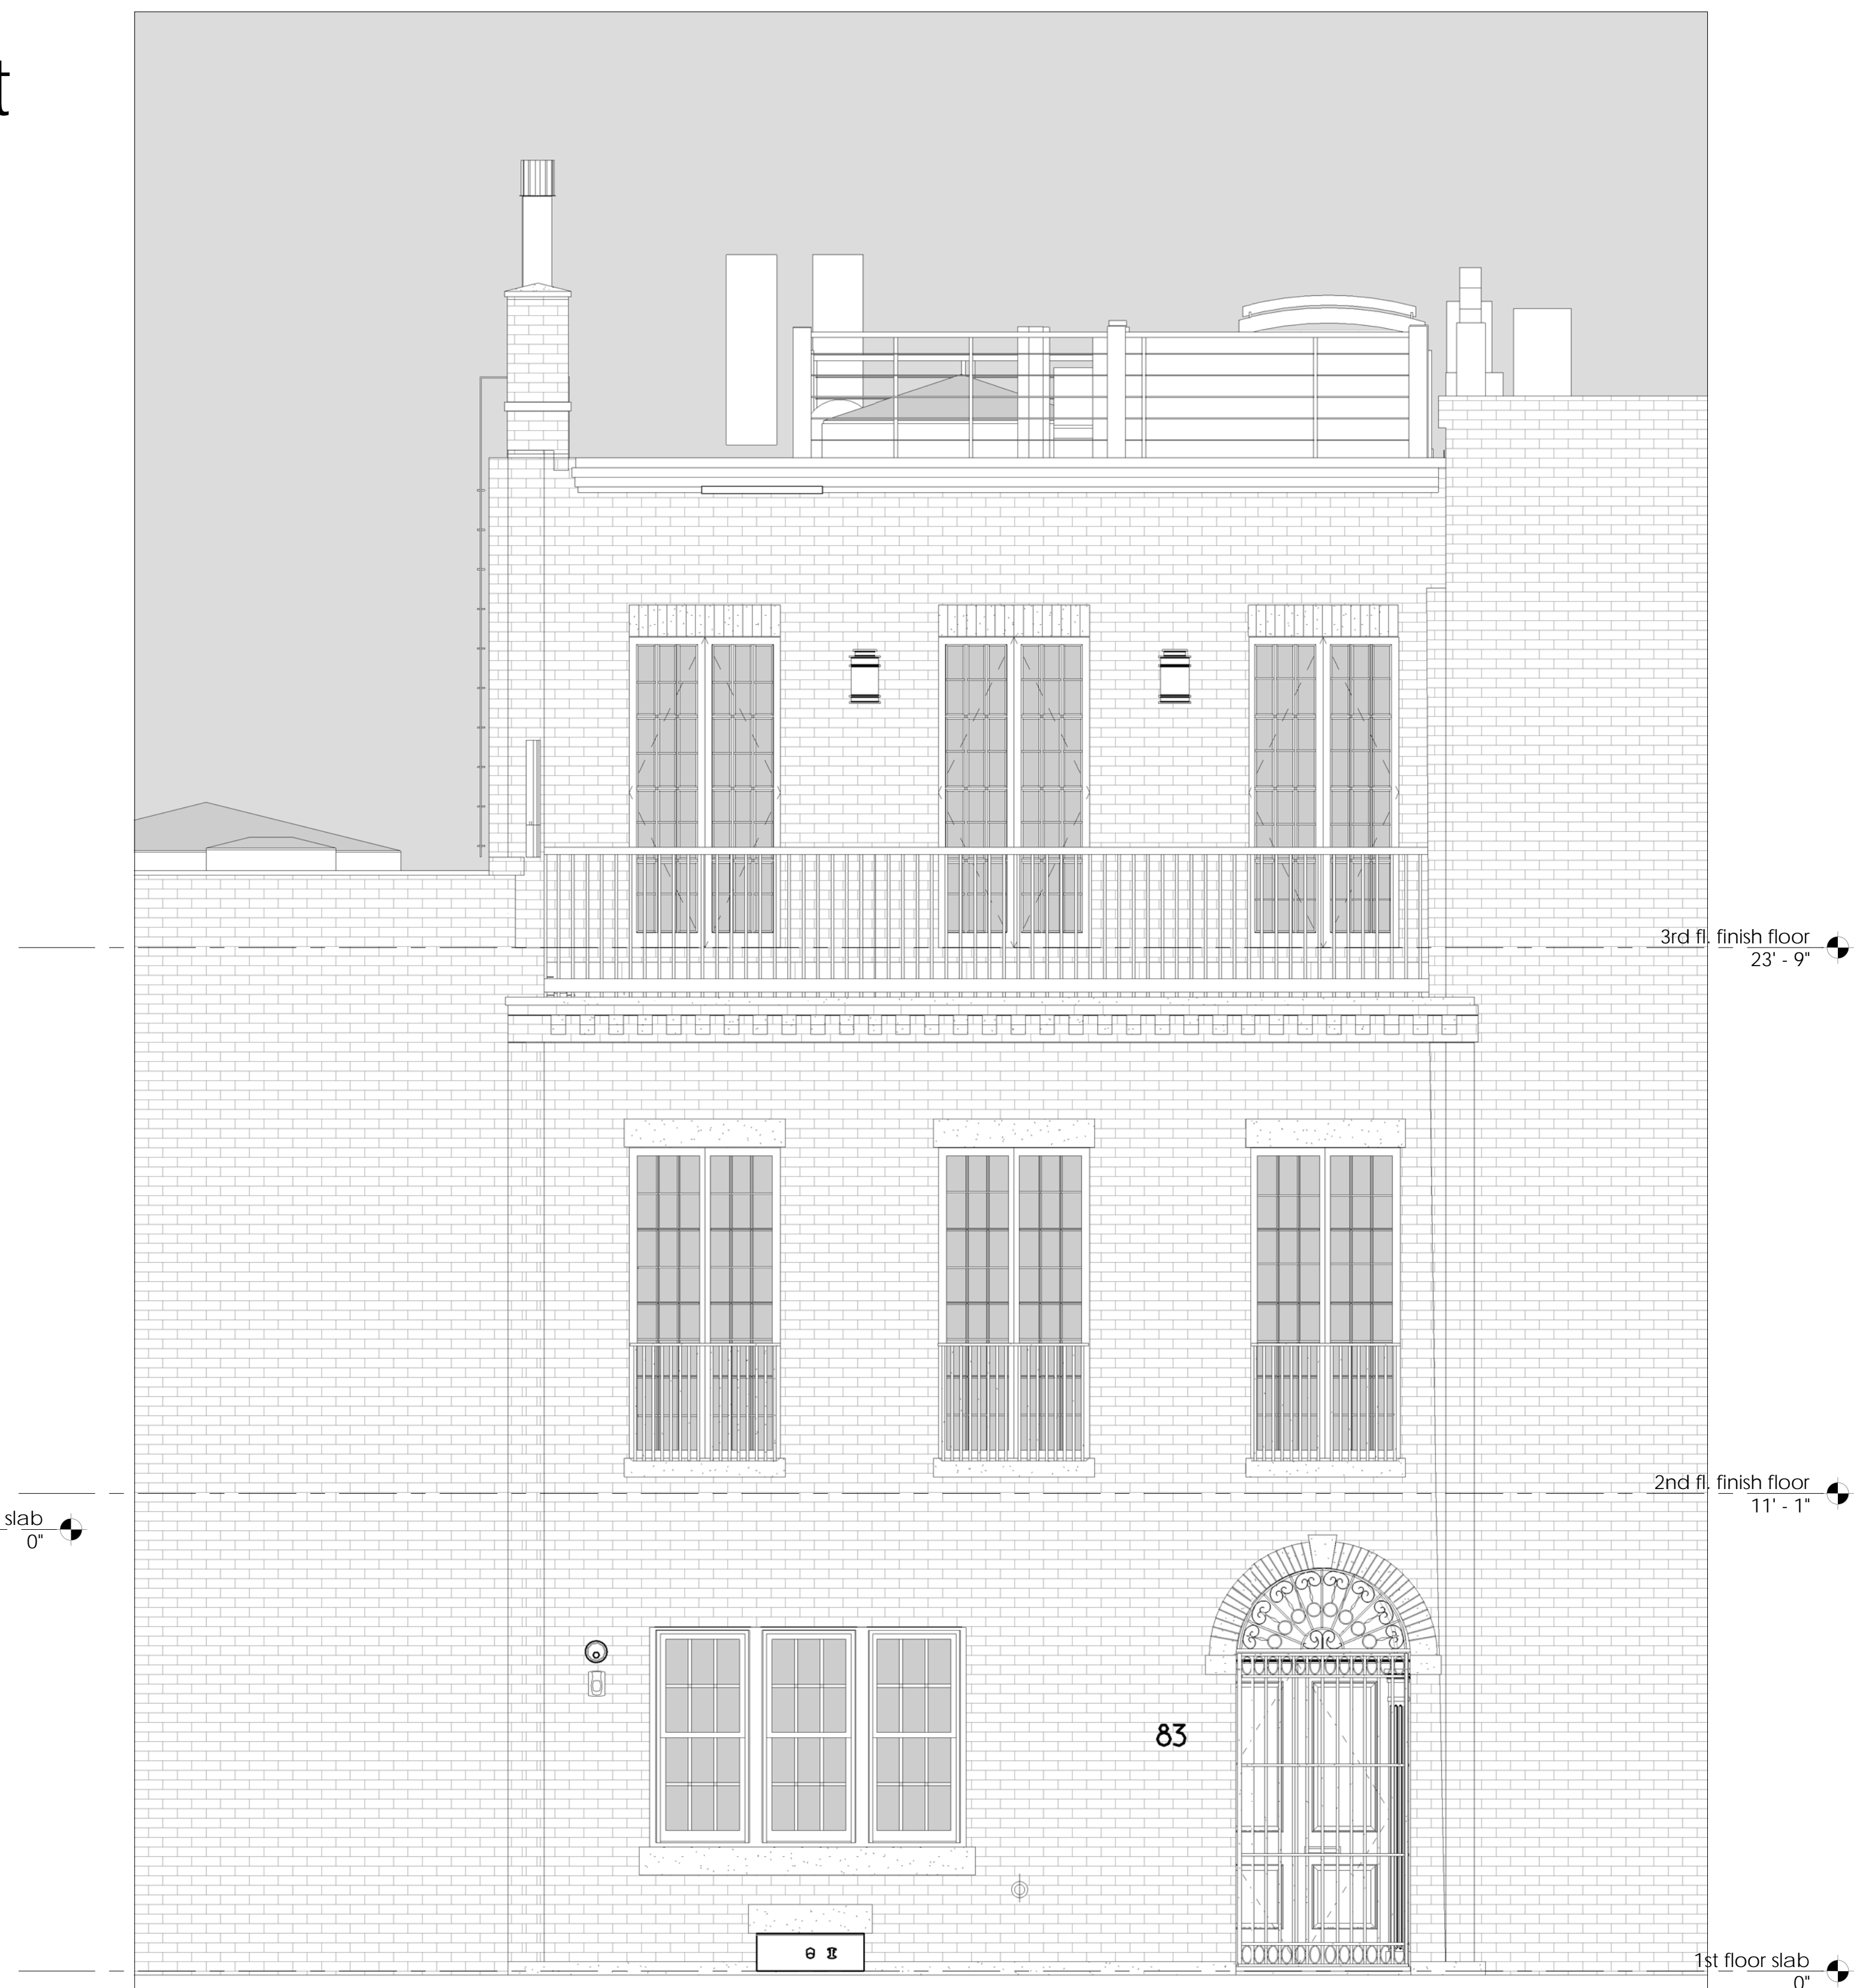 t
3rd fl. finish floor
23' - 9"
2nd fl. finish floor
11' - 1"
slab
0"
83
1st floor slab
0"